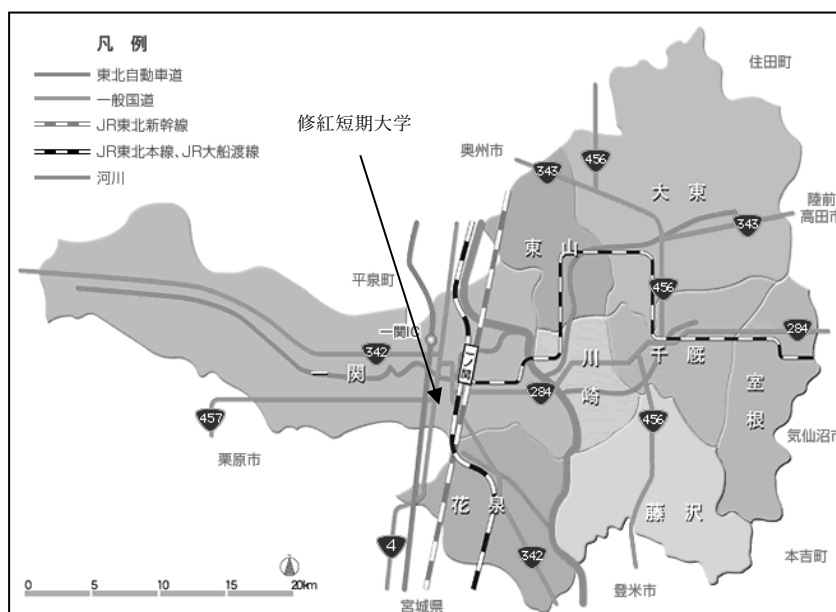 凡 例
東北自動車道
一般国道
JR東北新幹線
JR東北本線、JR大船渡線
河川
修紅短期大学
住田町
奥州市
456
343
大 東
陸前
高田市
343
東 山
平泉町
456
一関IC
284
342
一ノ関
川
崎
千 厩
一 関
室
根
284
457
456
気仙沼市
栗原市
花 泉
藤 沢
4
342
本吉町
0 5 10 15 20km
宮城県
登米市